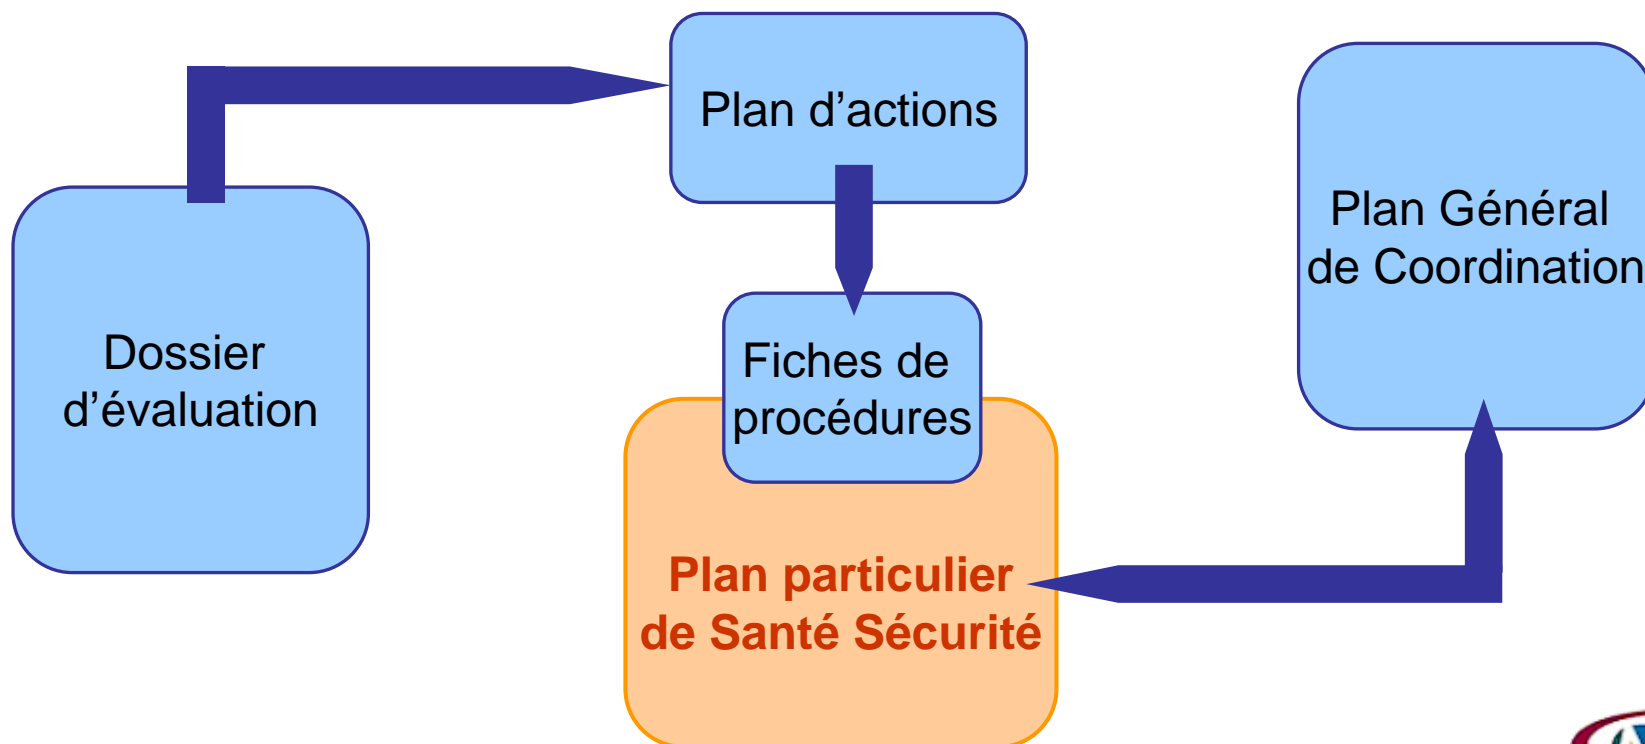 Plan d’actions
Plan Général
de Coordination
Dossier
d’évaluation
Fiches de
procédures
Plan particulier
de Santé Sécurité